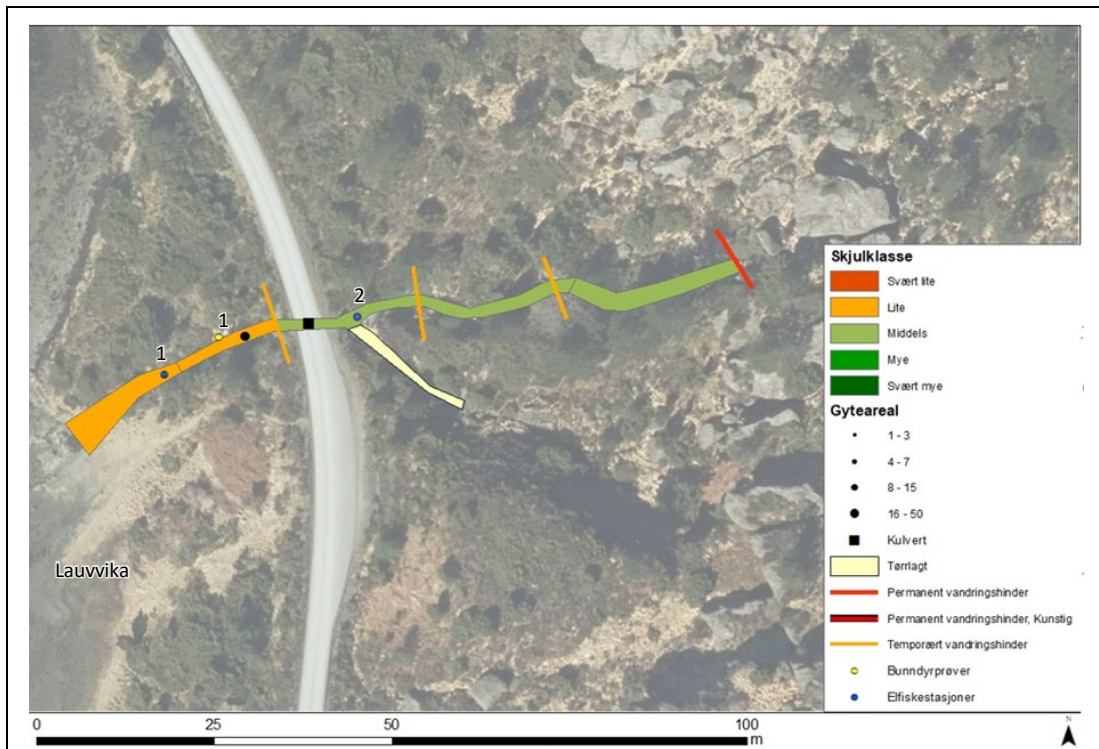 2
1
1
Lauvvika
Skjulklasse
Svært lite
Lite
Middels
Mye
Svært mye
Gyteareal
1 - 3
4 - 7
8 - 15
16 - 50
Kulvert
Tørrlagt
Permanent vandringshinder
Permanent vandringshinder, Kunstig
Temporært vandringshinder
Bunndyrprøver
Elfiskestasjoner
0 25 50 100
m
N